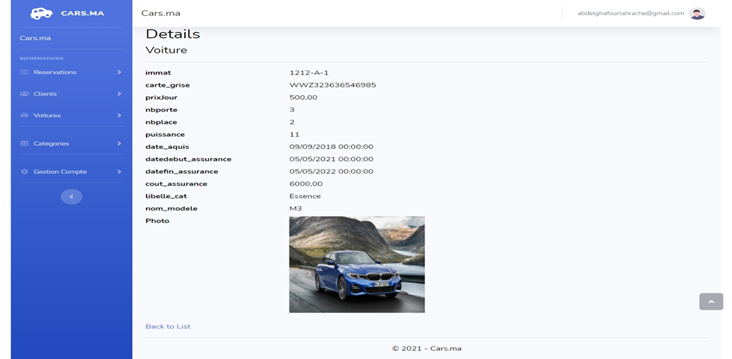 CARS.MA
Cars.ma
abdelghafourlahrache@gmail.com
Cars.ma
INFORMATIONS
Reservations
Clients
Voitures
Categories
Gestion Compte
Details
Voiture
immat 1212-A-1
carte_grise WWZ323636546985
prixJour 500,00
nbporte 3
nbplace 2
puissance 11
date_aquis 09/09/2018 00:00:00
datedebut_assurance 05/05/2021 00:00:00
datefin_assurance 05/05/2022 00:00:00
cout_assurance 6000,00
libelle_cat Essence
nom_modele M3
Photo
Back to List
© 2021 - Cars.ma